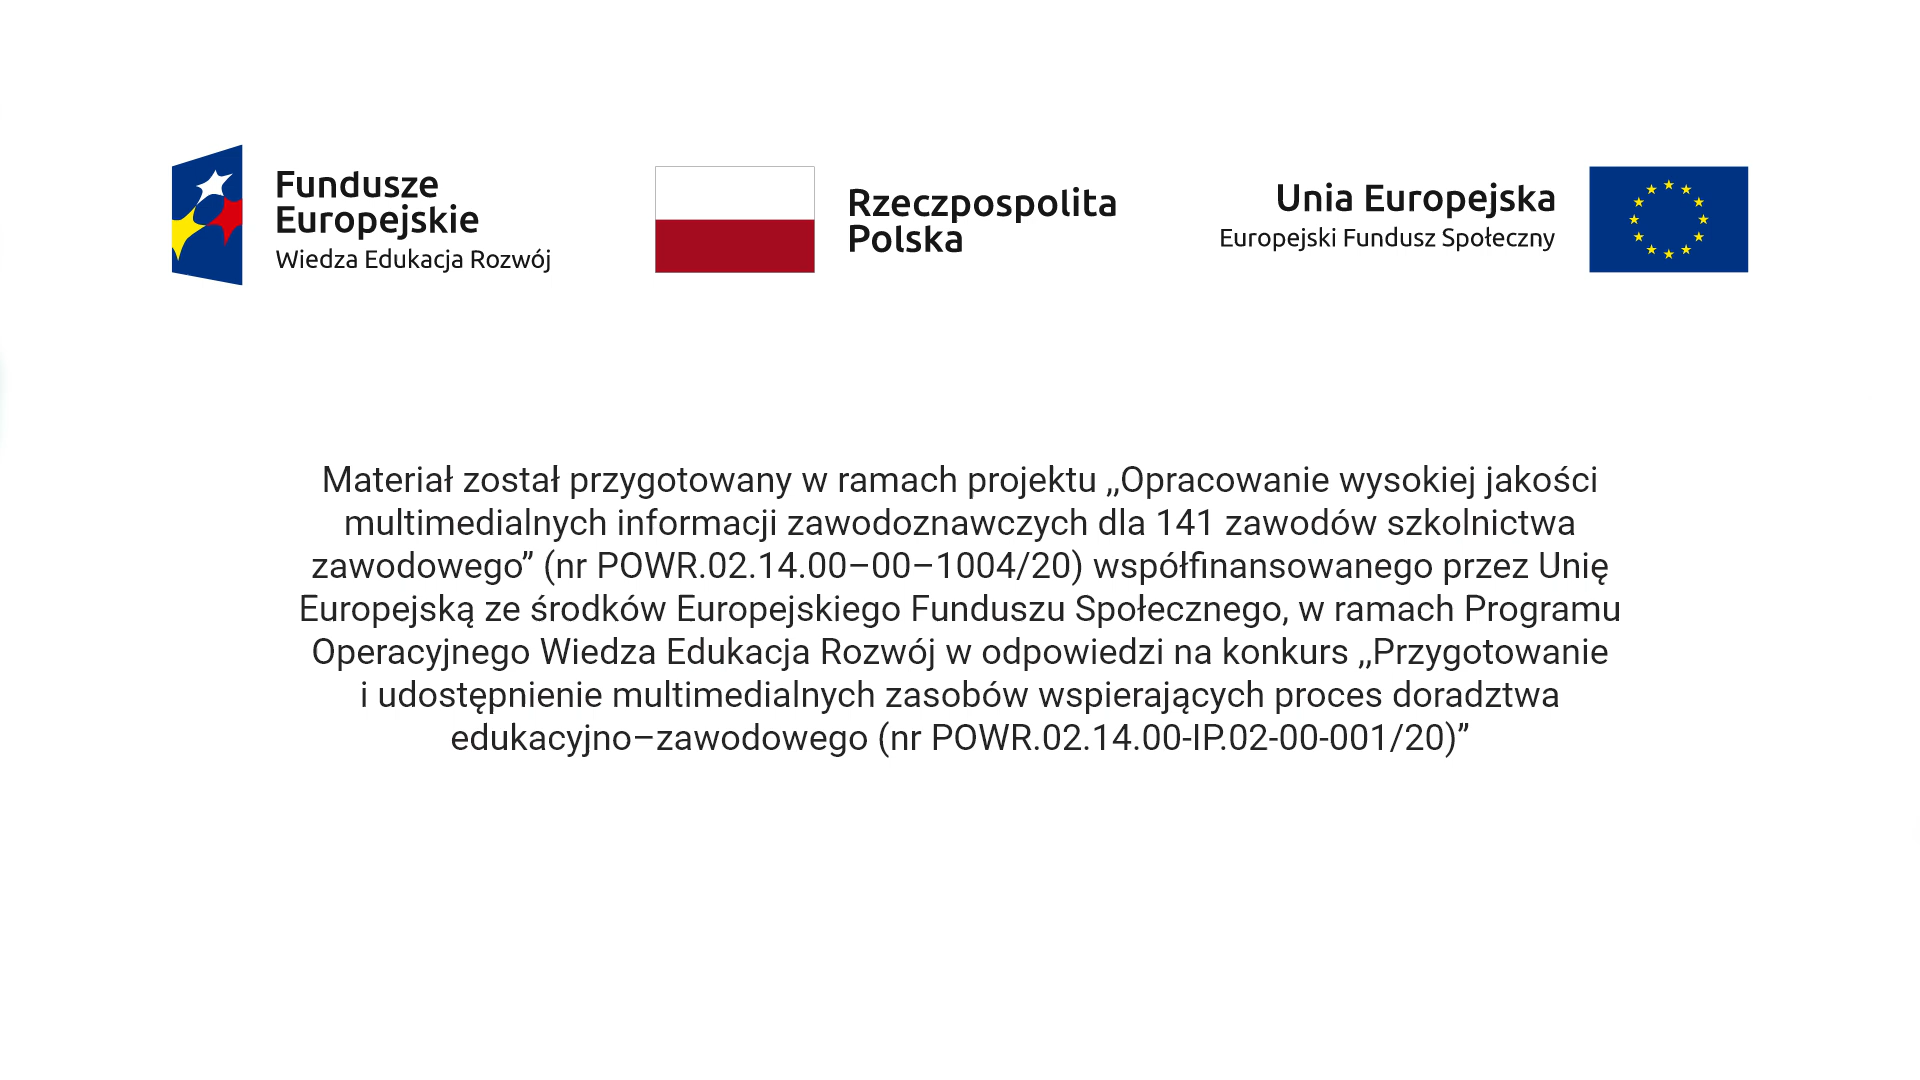 Fundusze
Europejskie
Wiedza Edukacja Rozwój
Rzeczpospolita
Polska
Unia Europejska
Europejski Fundusz Społeczny
Materiał został przygotowany w ramach projektu ,,Opracowanie wysokiej jakości
multimedialnych informacji zawodoznawczych dla 141 zawodów szkolnictwa
zawodowego” (nr POWR.02.14.00–00–1004/20) współfinansowanego przez Unię
Europejską ze środków Europejskiego Funduszu Społecznego, w ramach Programu
Operacyjnego Wiedza Edukacja Rozwój w odpowiedzi na konkurs ,,Przygotowanie
i udostępnienie multimedialnych zasobów wspierających proces doradztwa
edukacyjno–zawodowego (nr POWR.02.14.00-IP.02-00-001/20)”